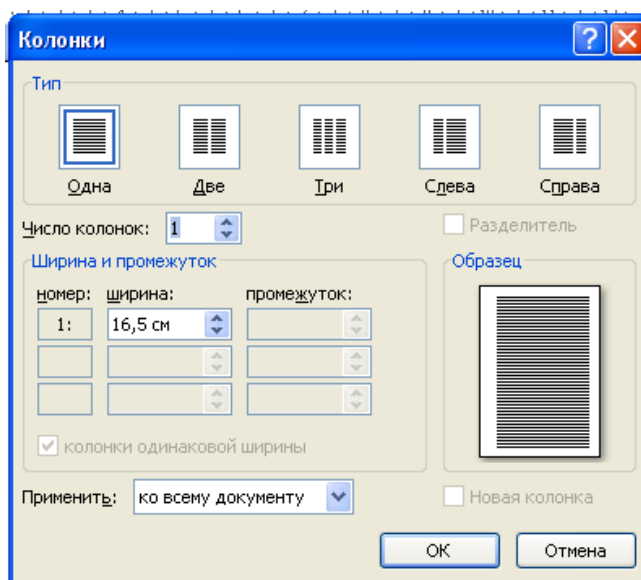 Колонки
Тип
Одна Две Три Слева Справа
Число колонок: 1 Разделитель
Ширина и промежуток Образец
номер: ширина: промежуток:
1: 16,5 см
колонки одинаковой ширины
Применить: ко всему документу Новая колонка
ОК Отмена